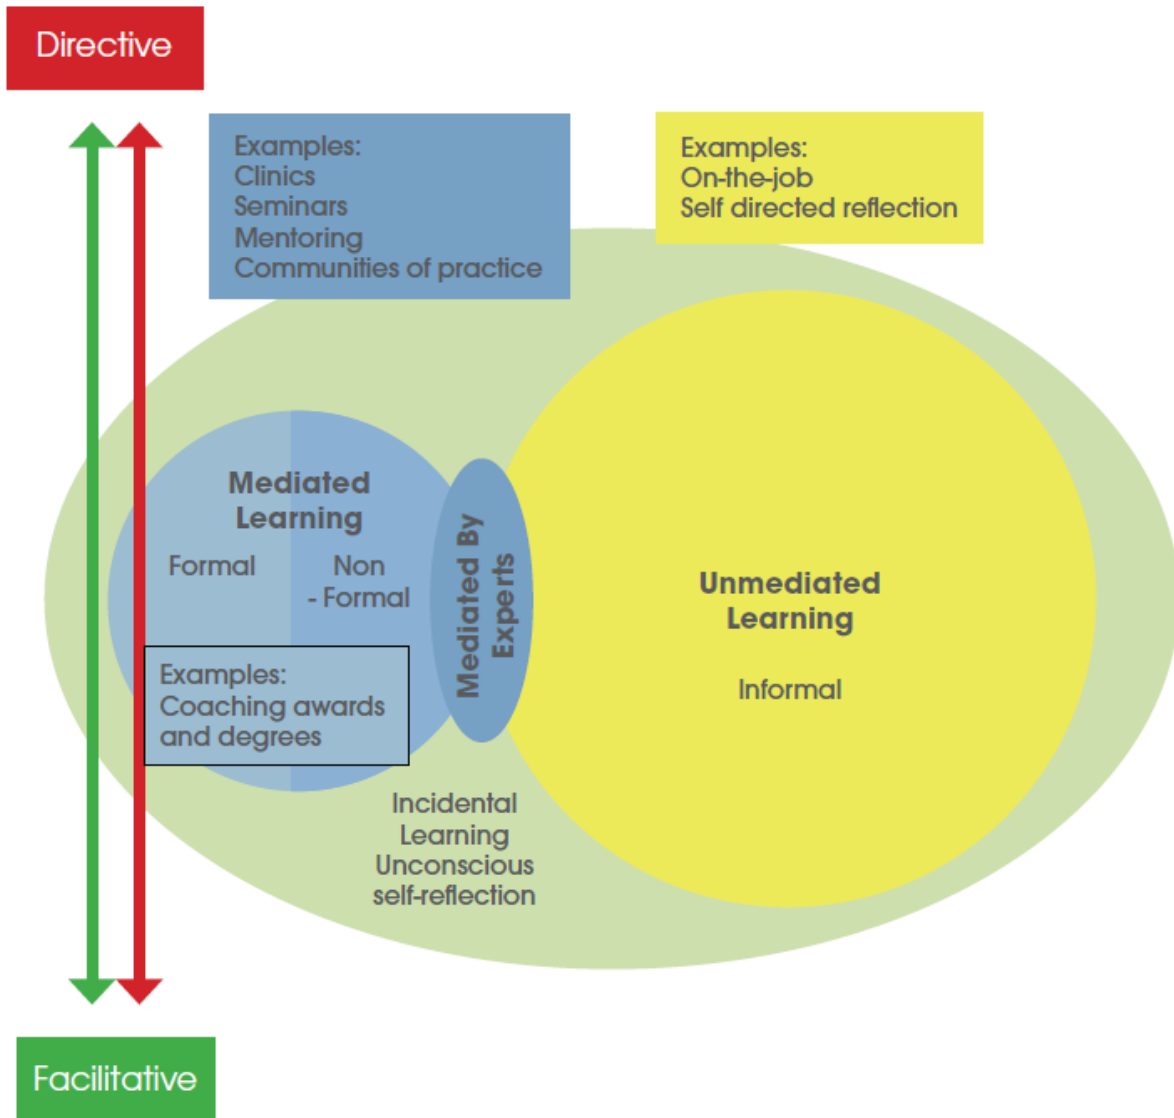 Directive
Examples:
Clinics
Seminars
Mentoring
Communities of practice
Examples:
On-the-job
Self directed reflection
Mediated
Learning
Formal
Non
- Formal
Examples:
Coaching awards
and degrees
Mediated By
Experts
Unmediated
Learning
Informal
Incidental
Learning
Unconscious
self-reflection
Facilitative